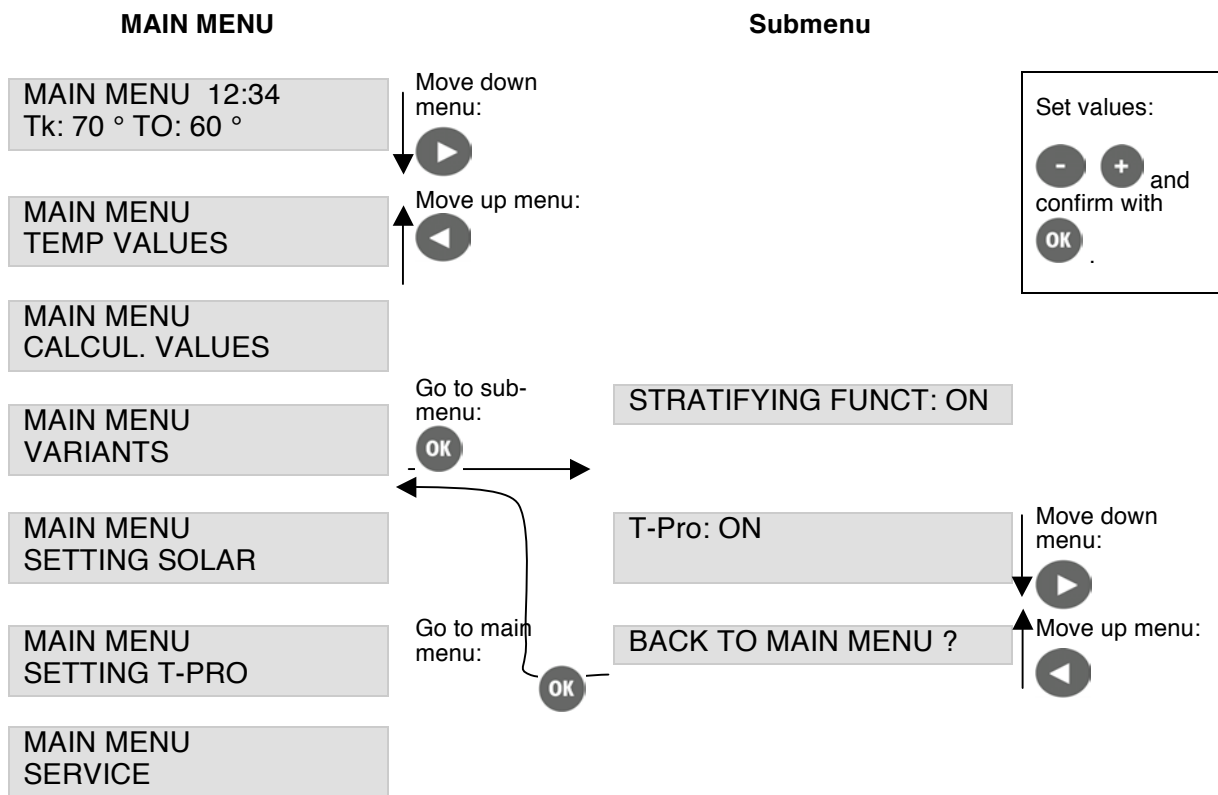 MAIN MENU
Submenu
MAIN MENU 12:34
Tk: 70 ° TO: 60 °
Move down
menu:
MAIN MENU
TEMP VALUES
Move up menu:
Set values:
- + and
confirm with
OK .
MAIN MENU
CALCUL. VALUES
MAIN MENU
VARIANTS
Go to sub-
menu:
OK
STRATIFYING FUNCT: ON
MAIN MENU
SETTING SOLAR
T-Pro: ON
Move down
menu:
MAIN MENU
SETTING T-PRO
Go to main
menu:
OK
BACK TO MAIN MENU ?
Move up menu:
MAIN MENU
SERVICE